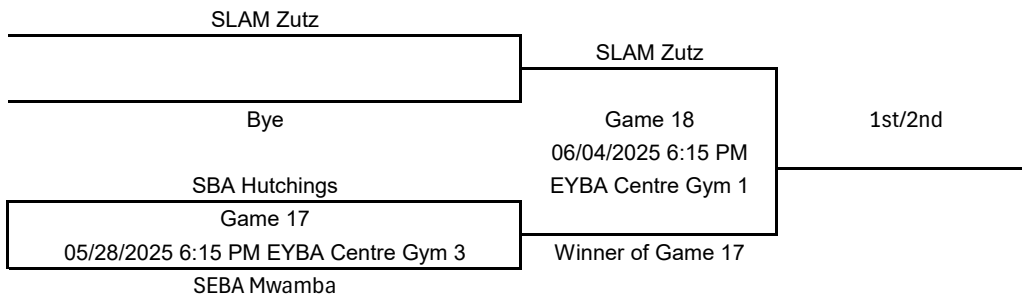 SLAM Zutz
SLAM Zutz
Bye
Game 18
1st/2nd
06/04/2025 6:15 PM
SBA Hutchings
EYBA Centre Gym 1
Game 17
05/28/2025 6:15 PM EYBA Centre Gym 3
Winner of Game 17
SEBA Mwamba